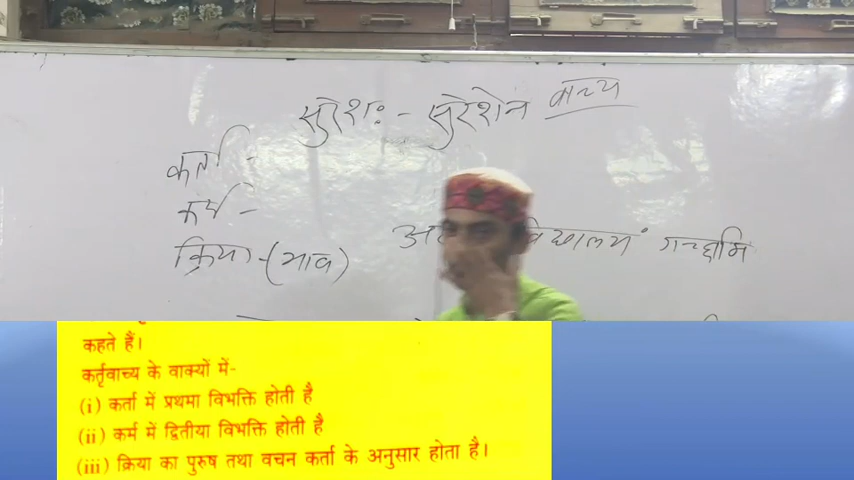 सुरेशः - सुरेशेन वाच्य
कर्ता -
कर्म -
क्रिया - (भाव)
विद्यालयं गच्छामि
कहते हैं।
कर्तृवाच्य के वाक्यों में-
(i) कर्ता में प्रथमा विभक्ति होती है
(ii) कर्म में द्वितीया विभक्ति होती है
(iii) क्रिया का पुरुष तथा वचन कर्ता के अनुसार होता है।